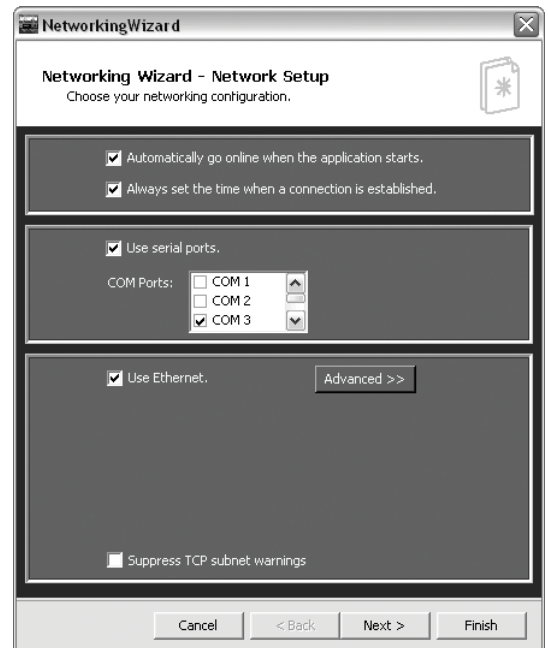 NetworkingWizard
Networking Wizard - Network Setup
Choose your networking configuration.
Automatically go online when the application starts.
Always set the time when a connection is established.
Use serial ports.
COM Ports:
COM 1
COM 2
COM 3
Use Ethernet.
Advanced >>
Suppress TCP subnet warnings
Cancel
< Back
Next >
Finish